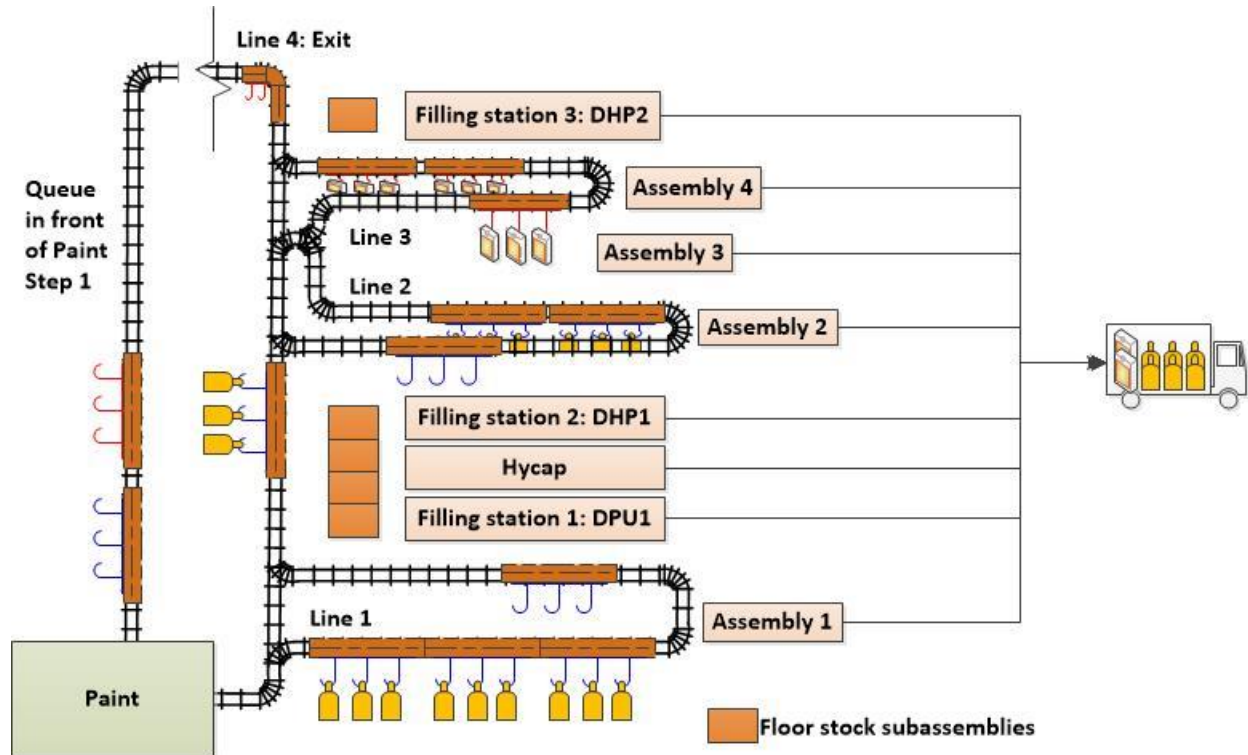 Line 4: Exit
Filling station 3: DHP2
Queue
in front
of Paint
Step 1
Assembly 4
Line 3
Assembly 3
Line 2
Assembly 2
Filling station 2: DHP1
Hycap
Filling station 1: DPU1
Line 1
Assembly 1
Paint
Floor stock subassemblies